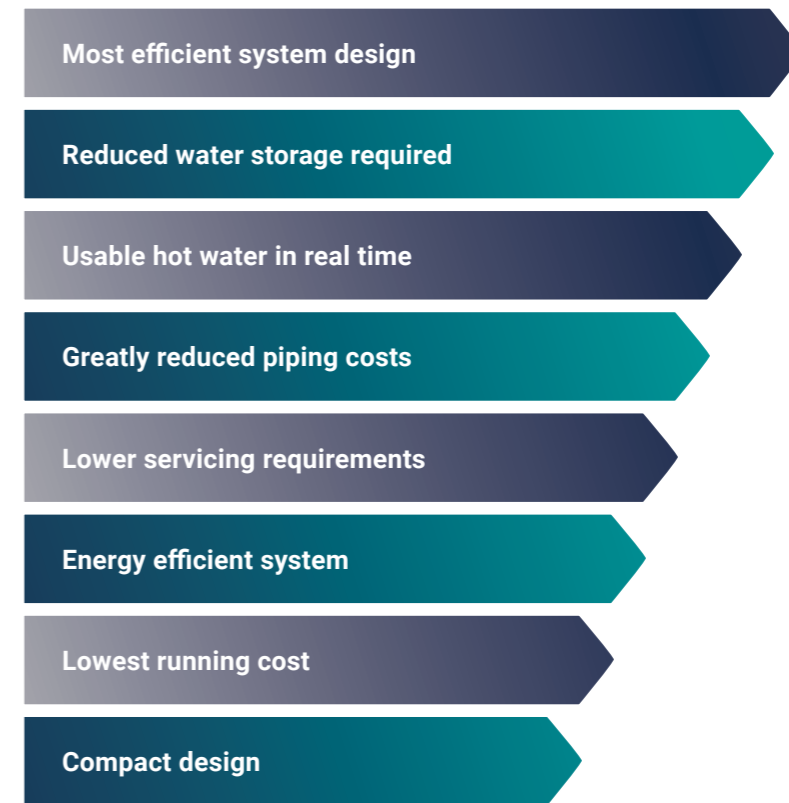 Most efficient system design
Reduced water storage required
Usable hot water in real time
Greatly reduced piping costs
Lower servicing requirements
Energy efficient system
Lowest running cost
Compact design